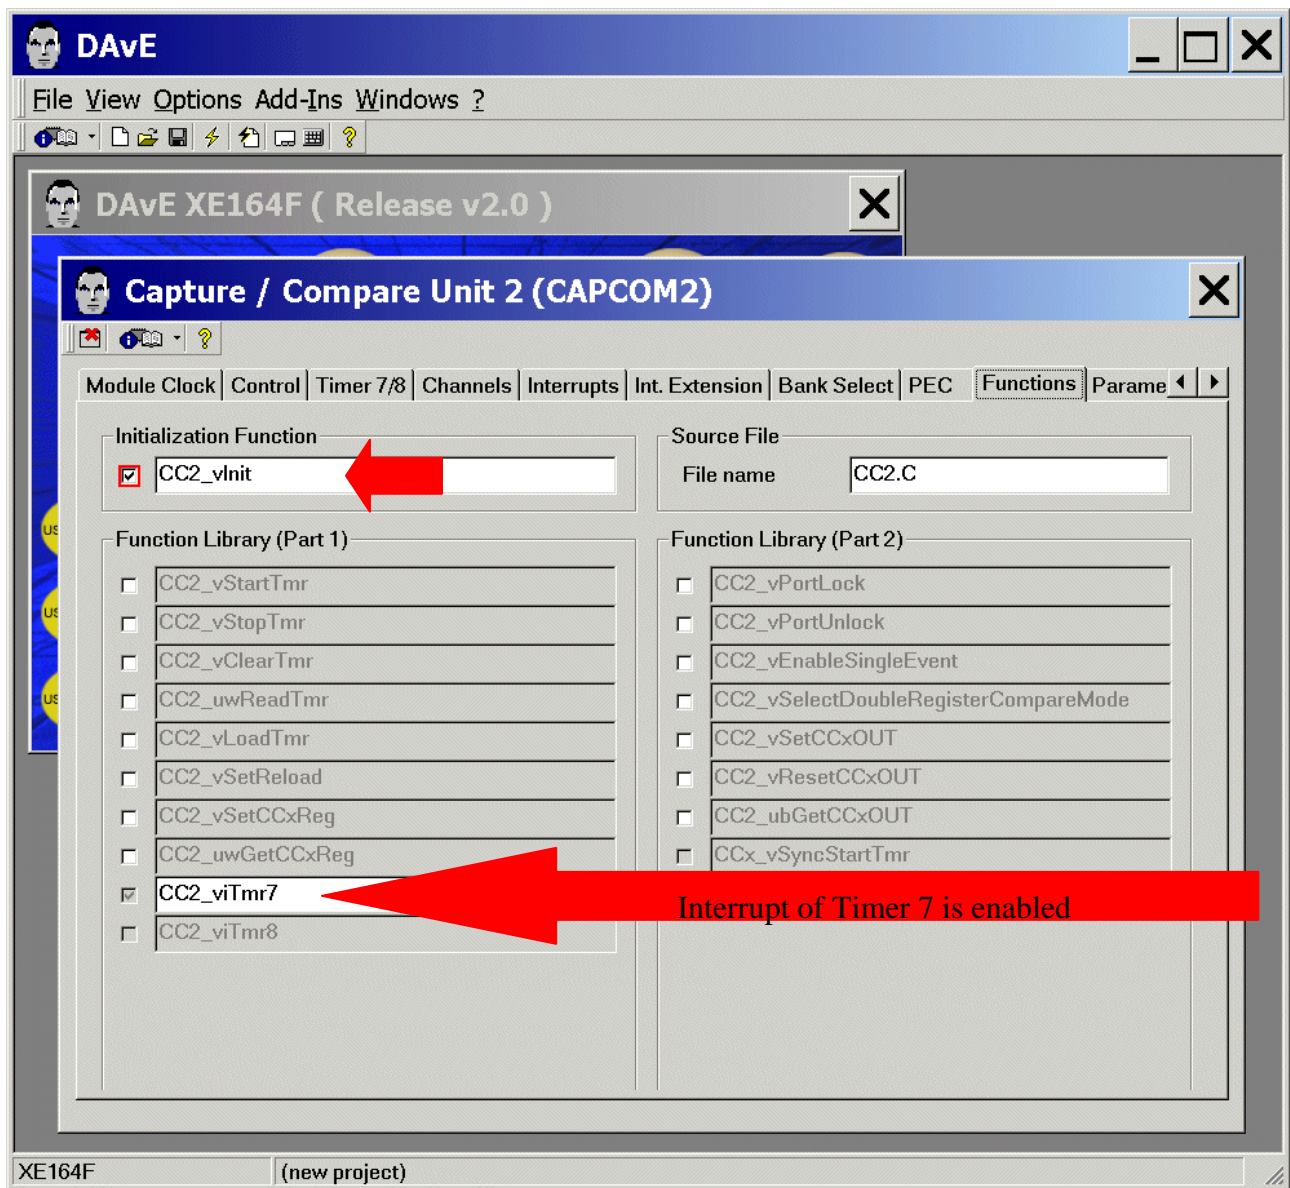 DAvE
File View Options Add-Ins Windows ?
DAvE XE164F ( Release v2.0 )
Capture / Compare Unit 2 (CAPCOM2)
Module Clock Control Timer 7/8 Channels Interrupts Int. Extension Bank Select PEC Functions Parame
Initialization Function
CC2_vInit
Source File
File name CC2.C
Function Library (Part 1)
CC2_vStartTmr
CC2_vStopTmr
CC2_vClearTmr
CC2_uwReadTmr
CC2_vLoadTmr
CC2_vSetReload
CC2_vSetCCxReg
CC2_uwGetCCxReg
CC2_viTmr7
CC2_viTmr8
Function Library (Part 2)
CC2_vPortLock
CC2_vPortUnlock
CC2_vEnableSingleEvent
CC2_vSelectDoubleRegisterCompareMode
CC2_vSetCCxOUT
CC2_vResetCCxOUT
CC2_ubGetCCxOUT
CCx_vSyncStartTmr
Interrupt of Timer 7 is enabled
US
US
US
XE164F (new project)